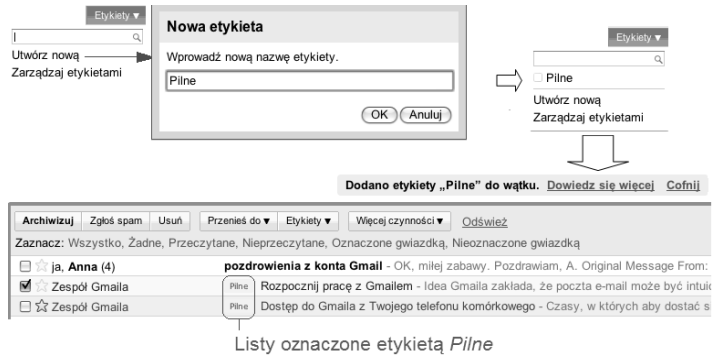 Etykiety ▼
Utwórz nową
Zarządzaj etykietami
Nowa etykieta
Wprowadź nową nazwę etykiety.
Pilne
OK Anuluj
Etykiety ▼
Pilne
Utwórz nową
Zarządzaj etykietami
Dodano etykiety „Pilne” do wątku. Dowiedz się więcej Cofnij
Archiwizuj Zgłoś spam Usuń Przenieś do ▼ Etykiety ▼ Więcej czynności ▼ Odśwież
Zaznacz: Wszystko, Żadne, Przeczytane, Nieprzeczytane, Oznaczone gwiazdką, Nieoznaczone gwiazdką
ja, Anna (4) pozdrowienia z konta Gmail - OK, miłej zabawy. Pozdrawiam, A. Original Message From:
Zespół Gmaila Pilne Rozpocznij pracę z Gmailem - Idea Gmaila zakłada, że poczta e-mail może być intuic
Zespół Gmaila Pilne Dostęp do Gmaila z Twojego telefonu komórkowego - Czasy, w których aby dostać s
Listy oznaczone etykietą Pilne